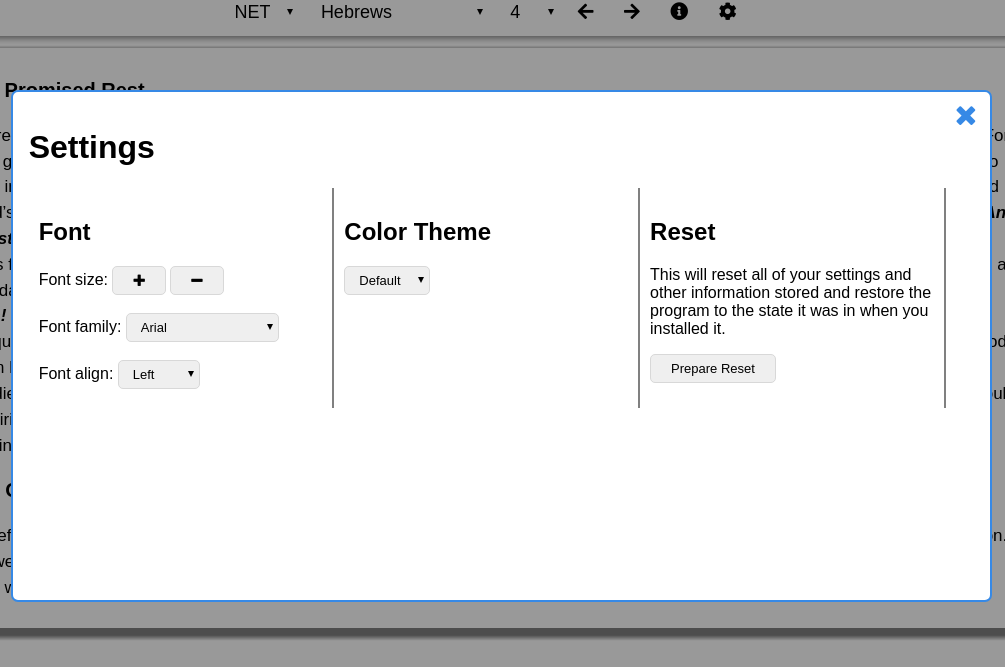 NET Hebrews 4
Promised Rest
Settings
Font
Font size:
Font family: Arial
Font align: Left
Color Theme
Default
Reset
This will reset all of your settings and
other information stored and restore the
program to the state it was in when you
installed it.
Prepare Reset